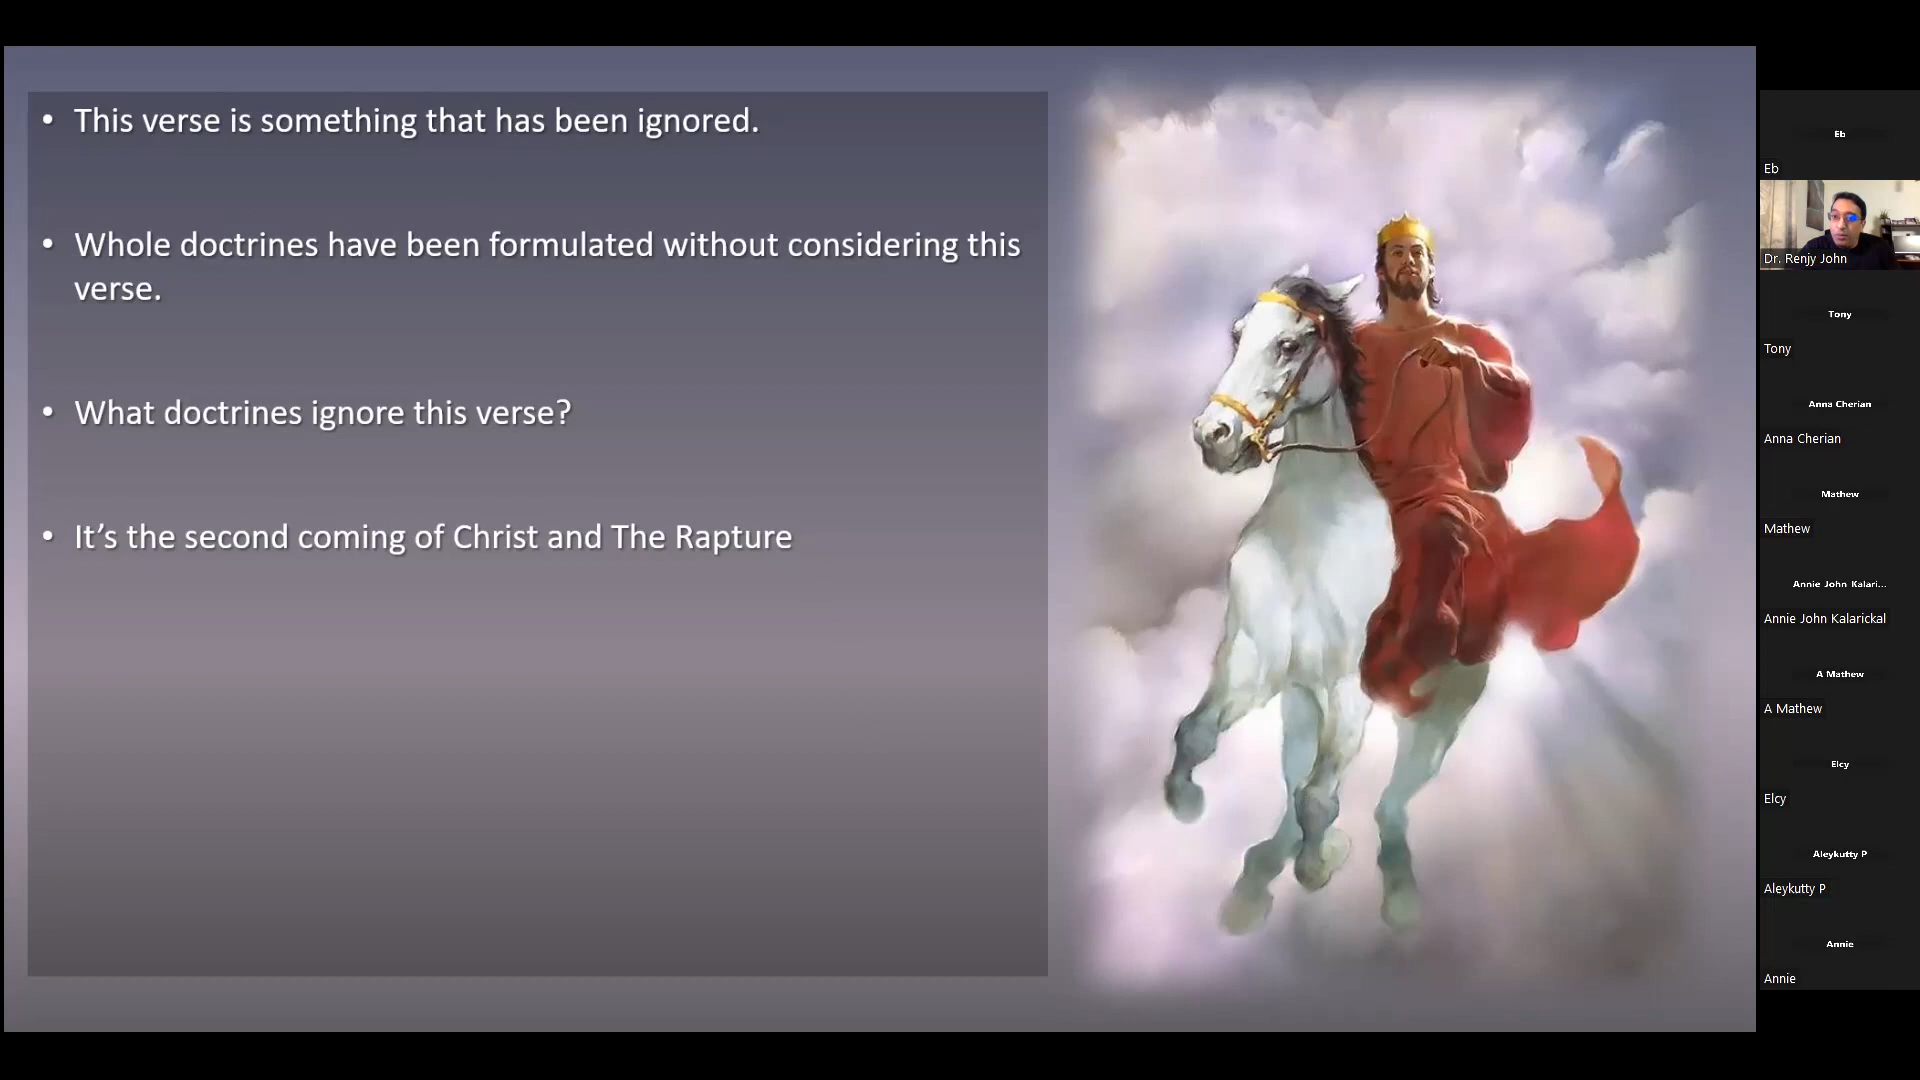 • This verse is something that has been ignored.
• Whole doctrines have been formulated without considering this
verse.
• What doctrines ignore this verse?
• It’s the second coming of Christ and The Rapture
Eb
Eb
Dr. Renjy John
Tony
Tony
Anna Cherian
Anna Cherian
Mathew
Mathew
Annie John Kalari...
Annie John Kalarickal
A Mathew
A Mathew
Elcy
Elcy
Aleykutty P
Aleykutty P
Annie
Annie